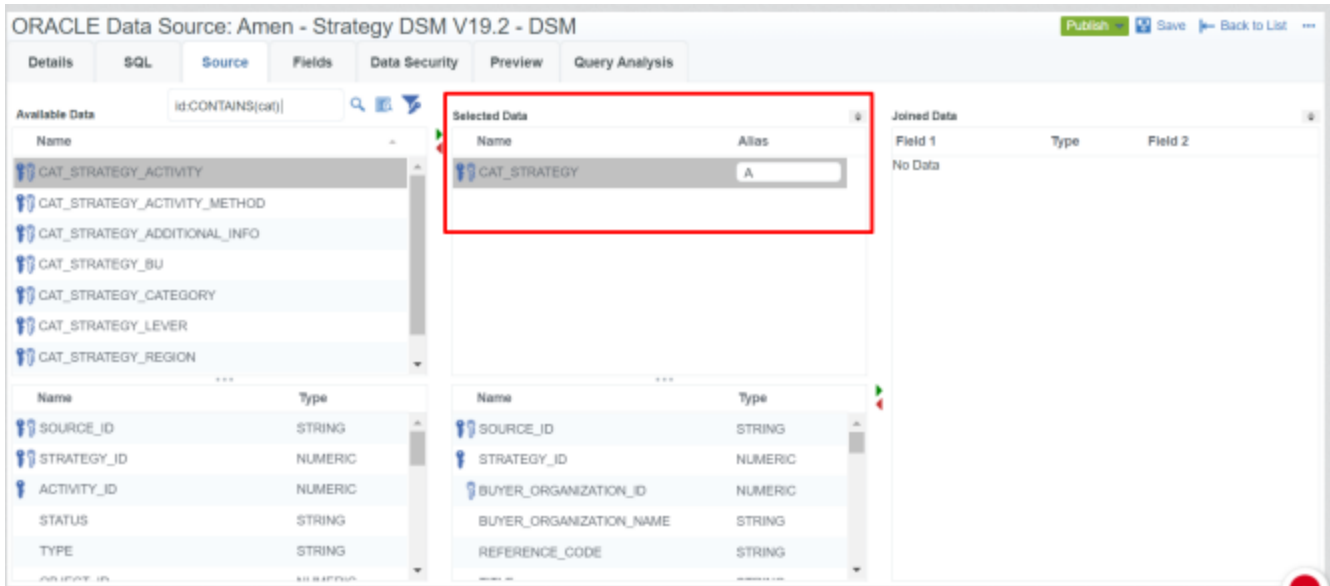 ORACLE Data Source: Amen - Strategy DSM V19.2 - DSM
Publish Save Back to List
Details SQL Source Fields Data Security Preview Query Analysis
Available Data id:CONTAINS(cat)
Name
CAT_STRATEGY_ACTIVITY
CAT_STRATEGY_ACTIVITY_METHOD
CAT_STRATEGY_ADDITIONAL_INFO
CAT_STRATEGY_BU
CAT_STRATEGY_CATEGORY
CAT_STRATEGY_LEVER
CAT_STRATEGY_REGION
Name Type
SOURCE_ID STRING
STRATEGY_ID NUMERIC
ACTIVITY_ID NUMERIC
STATUS STRING
TYPE STRING
OBJECT_ID NUMERIC
Selected Data
Name Alias
CAT_STRATEGY A
Name Type
SOURCE_ID STRING
STRATEGY_ID NUMERIC
BUYER_ORGANIZATION_ID NUMERIC
BUYER_ORGANIZATION_NAME STRING
REFERENCE_CODE STRING
Joined Data
Field 1 Type Field 2
No Data